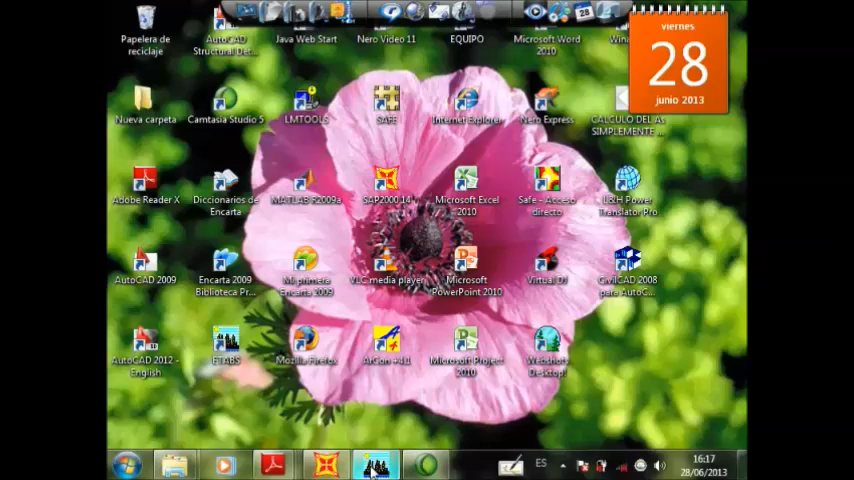 viernes
28
junio 2013
28
Papelera de
reciclaje
AutoCAD
Structural Det...
Java Web Start
Nero Video 11
EQUIPO
Microsoft Word
2010
Nueva carpeta
Camtasia Studio 5
LMTOOLS
SAFE
Internet Explorer
Nero Express
SIMPLEMENTE ...
Adobe Reader X
Diccionarios de
Encarta
MATLAB R2009a
SAP2000 14
Microsoft Excel
2010
Safe - Acceso
directo
L&H Power
Translator Pro
AutoCAD 2009
Encarta 2009
Biblioteca Pr...
Mi primera
Encarta 2009
VLC media player
Microsoft
PowerPoint 2010
Virtual DJ
CivilCAD 2008
para AutoC...
AutoCAD 2012 -
English
ETABS
Mozilla Firefox
ArCon +4.1
Microsoft Project
2010
Webshots
Desktop!
ES
16:17
28/06/2013